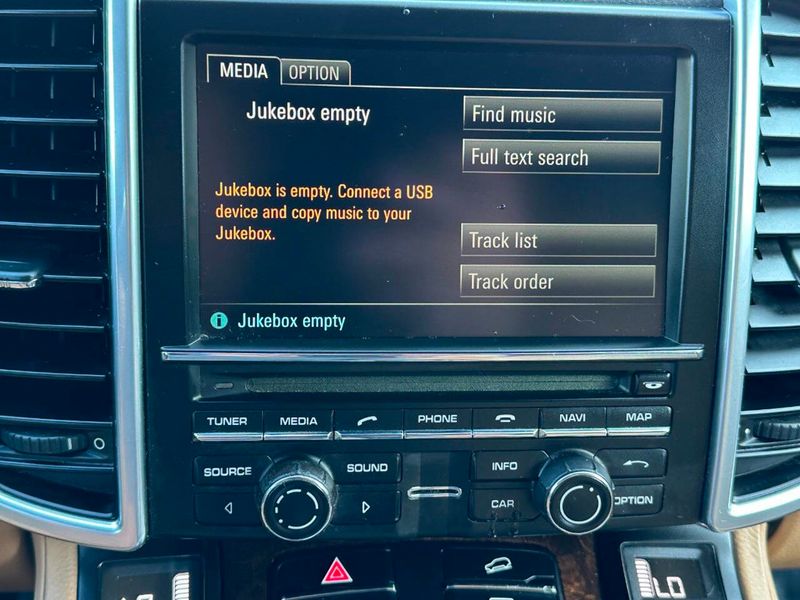 MEDIA OPTION
Jukebox empty
Find music
Full text search
Jukebox is empty. Connect a USB
device and copy music to your
Jukebox.
Track list
Track order
Jukebox empty
TUNER MEDIA PHONE NAVI MAP
SOURCE SOUND INFO
CAR OPTION
LO